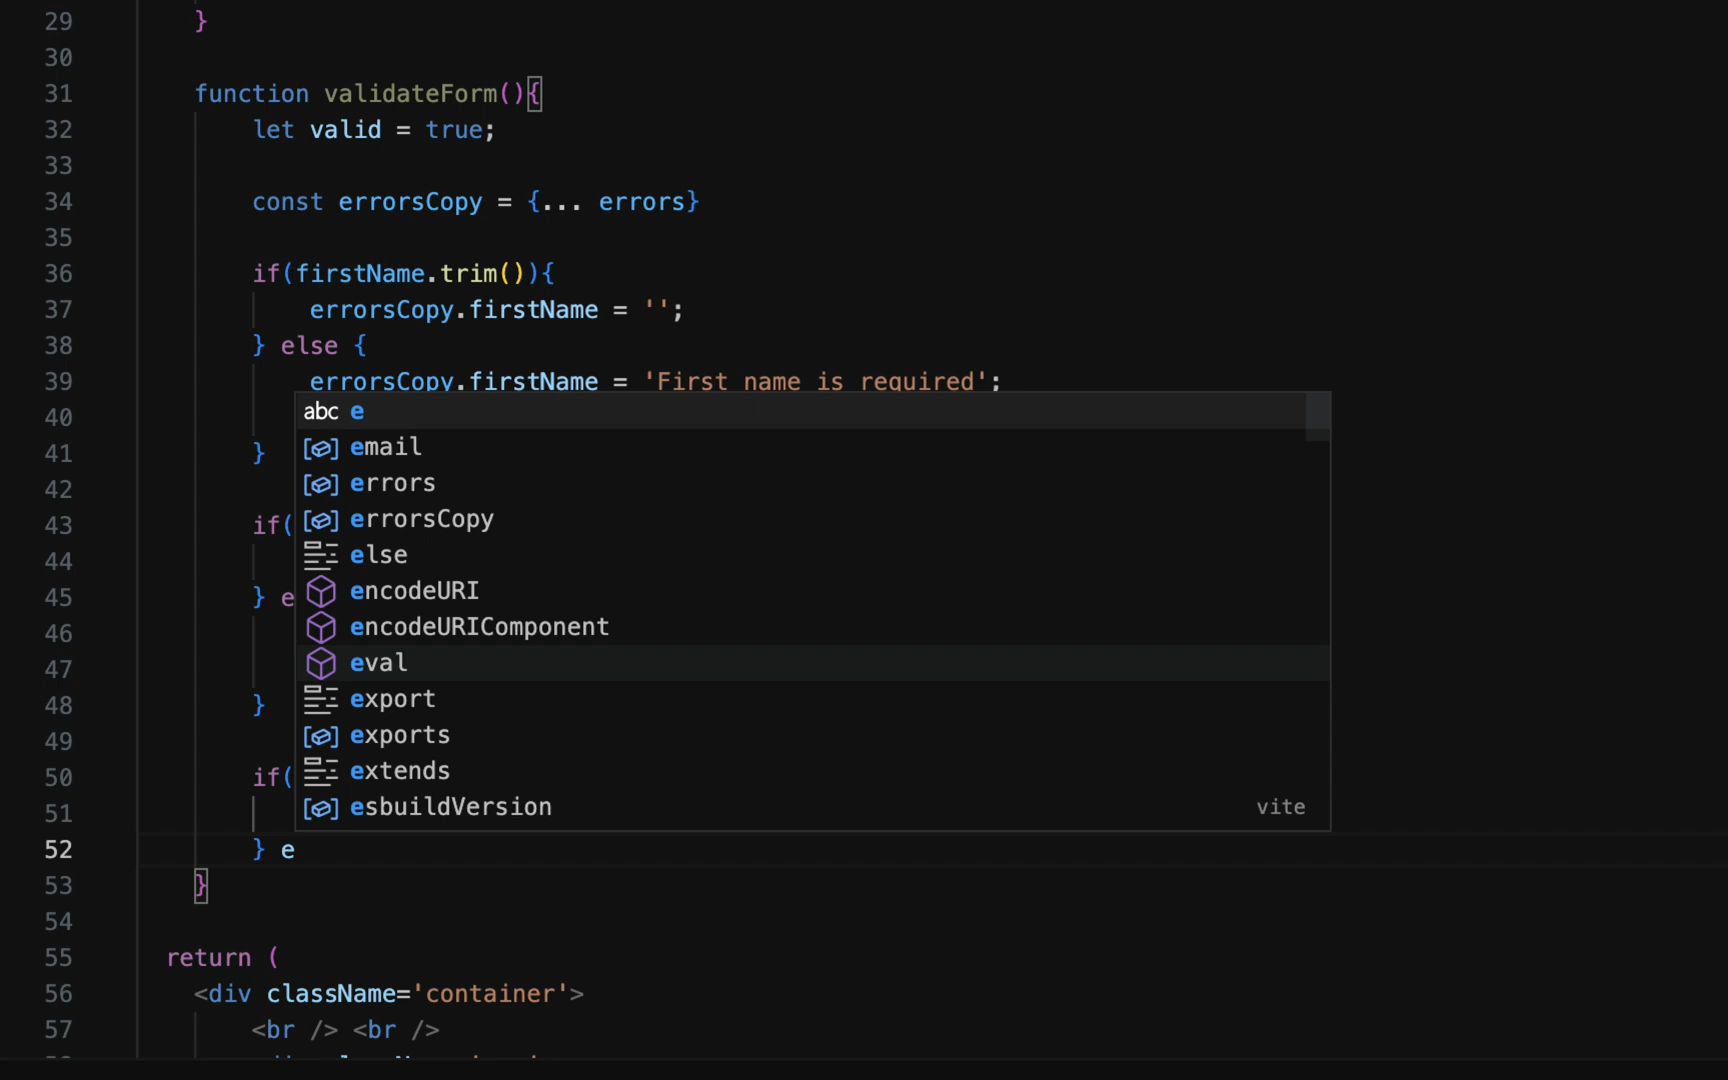 29 }
30
31 function validateForm(){
32 let valid = true;
33
34 const errorsCopy = {... errors}
35
36 if(firstName.trim()){
37 errorsCopy.firstName = '';
38 } else {
39 errorsCopy.firstName = 'First name is required';
40
41 }
42
43 if(
44
45 } e
46
47
48 }
49
50 if(
51
abc e
email
errors
errorsCopy
else
encodeURI
encodeURIComponent
eval
export
exports
extends
esbuildVersion vite
52 } e
53 }
54
55 return (
56 <div className='container'>
57 <br /> <br />